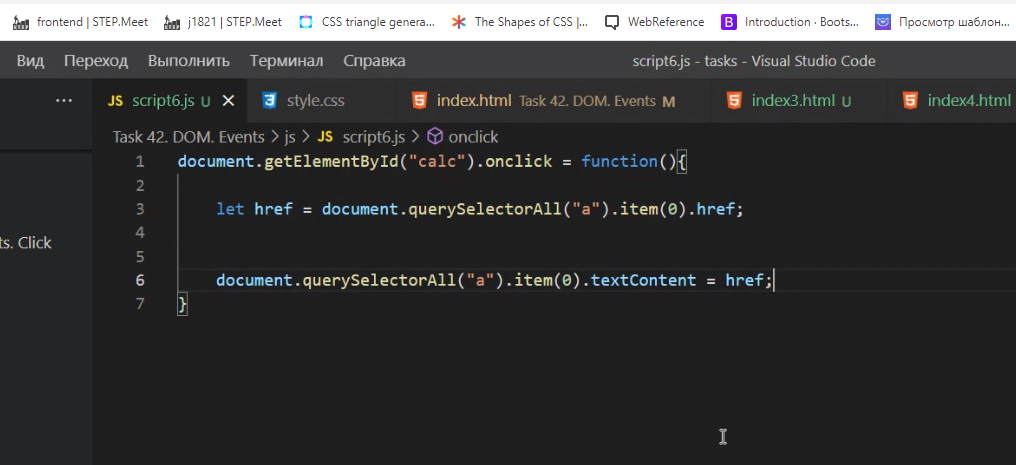 frontend | STEP.Meet j1821 | STEP.Meet CSS triangle genera... The Shapes of CSS |... WebReference B Introduction · Boots... Просмотр шаблон...
Вид Переход Выполнить Терминал Справка script6.js - tasks - Visual Studio Code
... JS script6.js U style.css index.html Task 42. DOM. Events M index3.html U index4.html
Task 42. DOM. Events > js > JS script6.js > onclick
1 document.getElementById("calc").onclick = function(){
2
3 let href = document.querySelectorAll("a").item(0).href;
4
ts. Click
5
6 document.querySelectorAll("a").item(0).textContent = href;
7 }